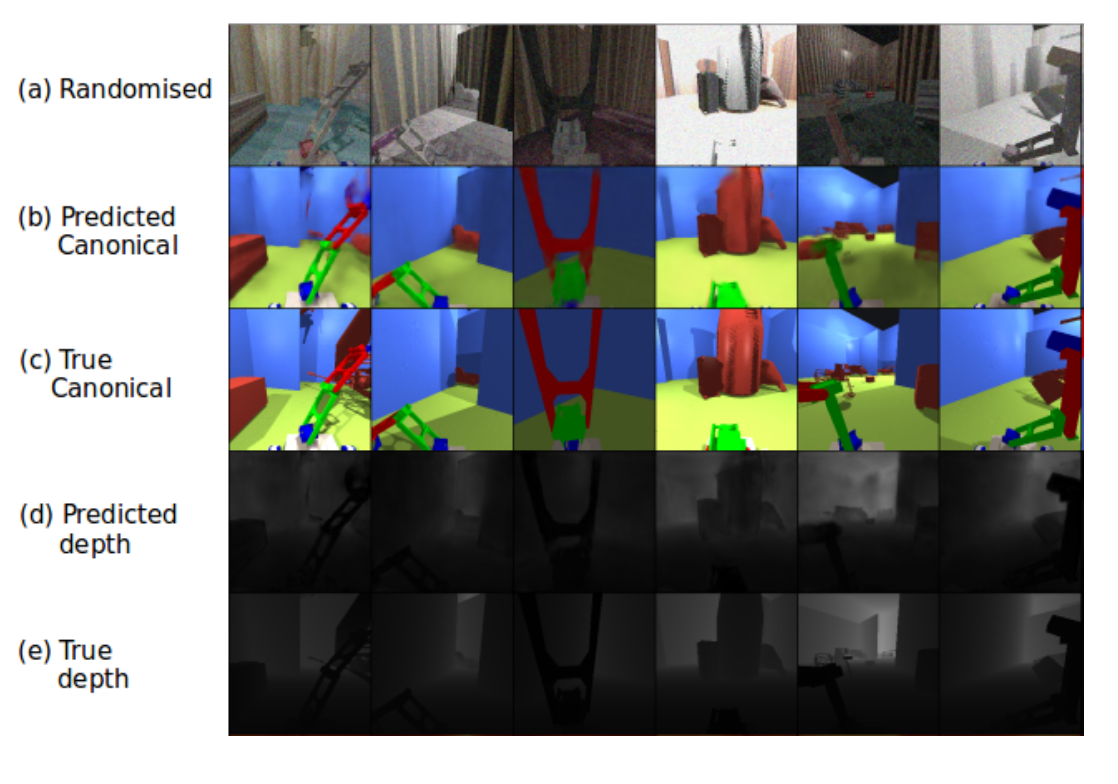 (a) Randomised
(b) Predicted
Canonical
(c) True
Canonical
(d) Predicted
depth
(e) True
depth